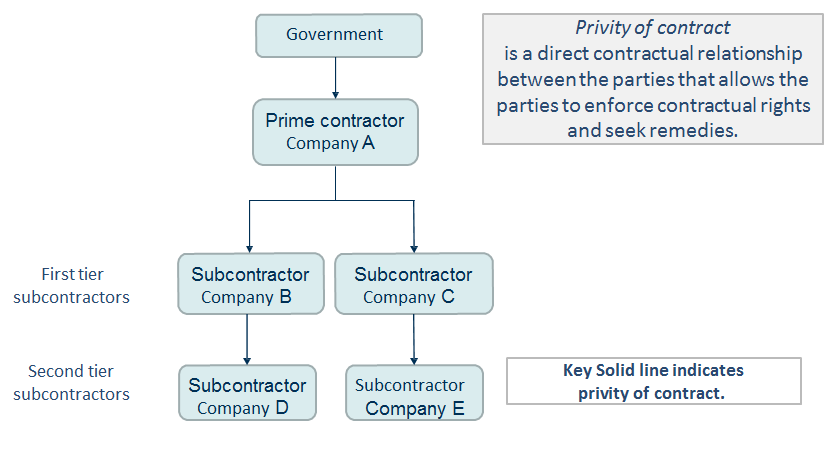 Government
Privity of contract
is a direct contractual relationship
between the parties that allows the
parties to enforce contractual rights
and seek remedies.
Prime contractor
Company A
First tier
subcontractors
Subcontractor
Company B
Subcontractor
Company C
Second tier
subcontractors
Subcontractor
Company D
Subcontractor
Company E
Key Solid line indicates
privity of contract.